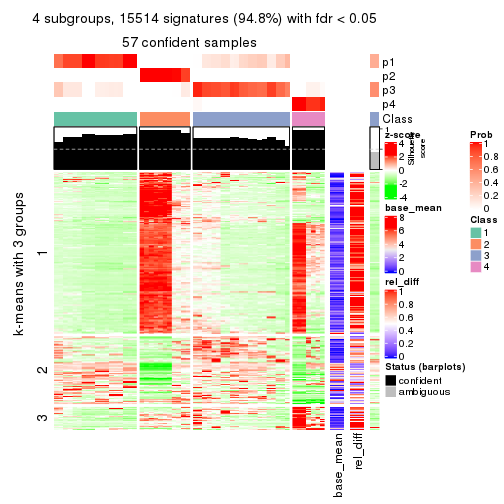 4 subgroups, 15514 signatures (94.8%) with fdr < 0.05
57 confident samples
p1
p2
p3
p4
Class
1
Silhouette
score
k-means with 3 groups
1
2
3
z-score
4
2
0
-2
-4
base_mean
8
6
4
2
0
rel_diff
1
0.8
0.6
0.4
0.2
0
Status (barplots)
confident
ambiguous
Prob
1
0.8
0.6
0.4
0.2
0
Class
1
2
3
4
base_mean
rel_diff